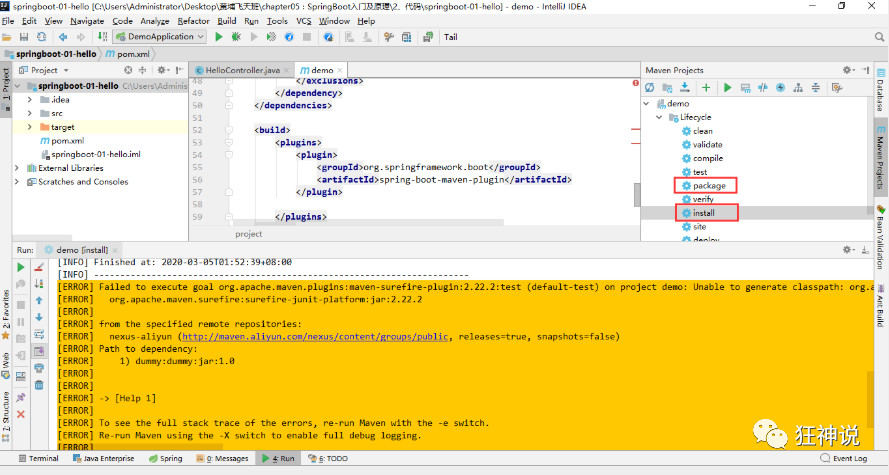 springboot-01-hello [C:\Users\Administrator\Desktop\黄埔飞天班\chapter05：SpringBoot入门及原理\2、代码\springboot-01-hello] - demo - IntelliJ IDEA
File Edit View Navigate Code Analyze Refactor Build Run Tools VCS Window Help
DemoApplication
Tail
springboot-01-hello
pom.xml
1: Project
Project
springboot-01-hello C:\Users\Adminis
.idea
src
target
pom.xml
springboot-01-hello.iml
External Libraries
Scratches and Consoles
HelloController.java
demo
48 </exclusions>
49 </dependency>
50 </dependencies>
51
52 <build>
53 <plugins>
54 <plugin>
55 <groupId>org.springframework.boot</groupId>
56 <artifactId>spring-boot-maven-plugin</artifactId>
57 </plugin>
58
59 </plugins>
project
Maven Projects
demo
Lifecycle
clean
validate
compile
test
package
verify
install
site
deploy
Database
Maven Projects
Bean Validation
Ant Build
Run: demo [install]
[INFO] Finished at: 2020-03-05T01:52:39+08:00
[INFO] ------------------------------------------------------------------------
[ERROR] Failed to execute goal org.apache.maven.plugins:maven-surefire-plugin:2.22.2:test (default-test) on project demo: Unable to generate classpath: org.a
[ERROR] org.apache.maven.surefire:surefire-junit-platform:jar:2.22.2
[ERROR]
[ERROR] from the specified remote repositories:
[ERROR] nexus-aliyun (http://maven.aliyun.com/nexus/content/groups/public, releases=true, snapshots=false)
[ERROR] Path to dependency:
[ERROR] 1) dummy:dummy:jar:1.0
[ERROR]
[ERROR]
[ERROR] -> [Help 1]
[ERROR]
[ERROR] To see the full stack trace of the errors, re-run Maven with the -e switch.
[ERROR] Re-run Maven using the -X switch to enable full debug logging.
[ERROR]
2: Favorites
Web
7: Structure
狂神说
Terminal Java Enterprise Spring 0: Messages 4: Run 6: TODO
Event Log